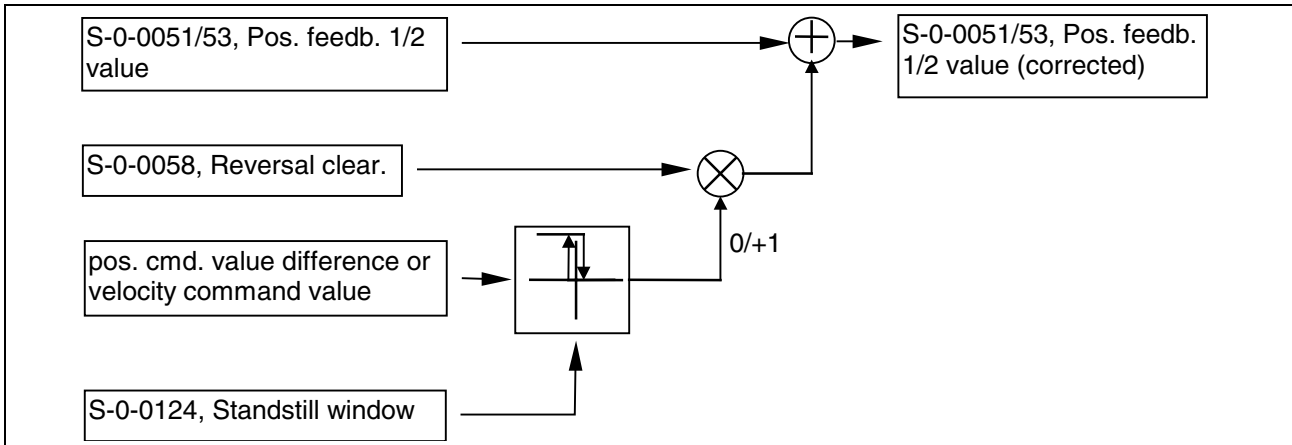 S-0-0051/53, Pos. feedb. 1/2
value
S-0-0051/53, Pos. feedb.
1/2 value (corrected)
S-0-0058, Reversal clear.
0/+1
pos. cmd. value difference or
velocity command value
S-0-0124, Standstill window